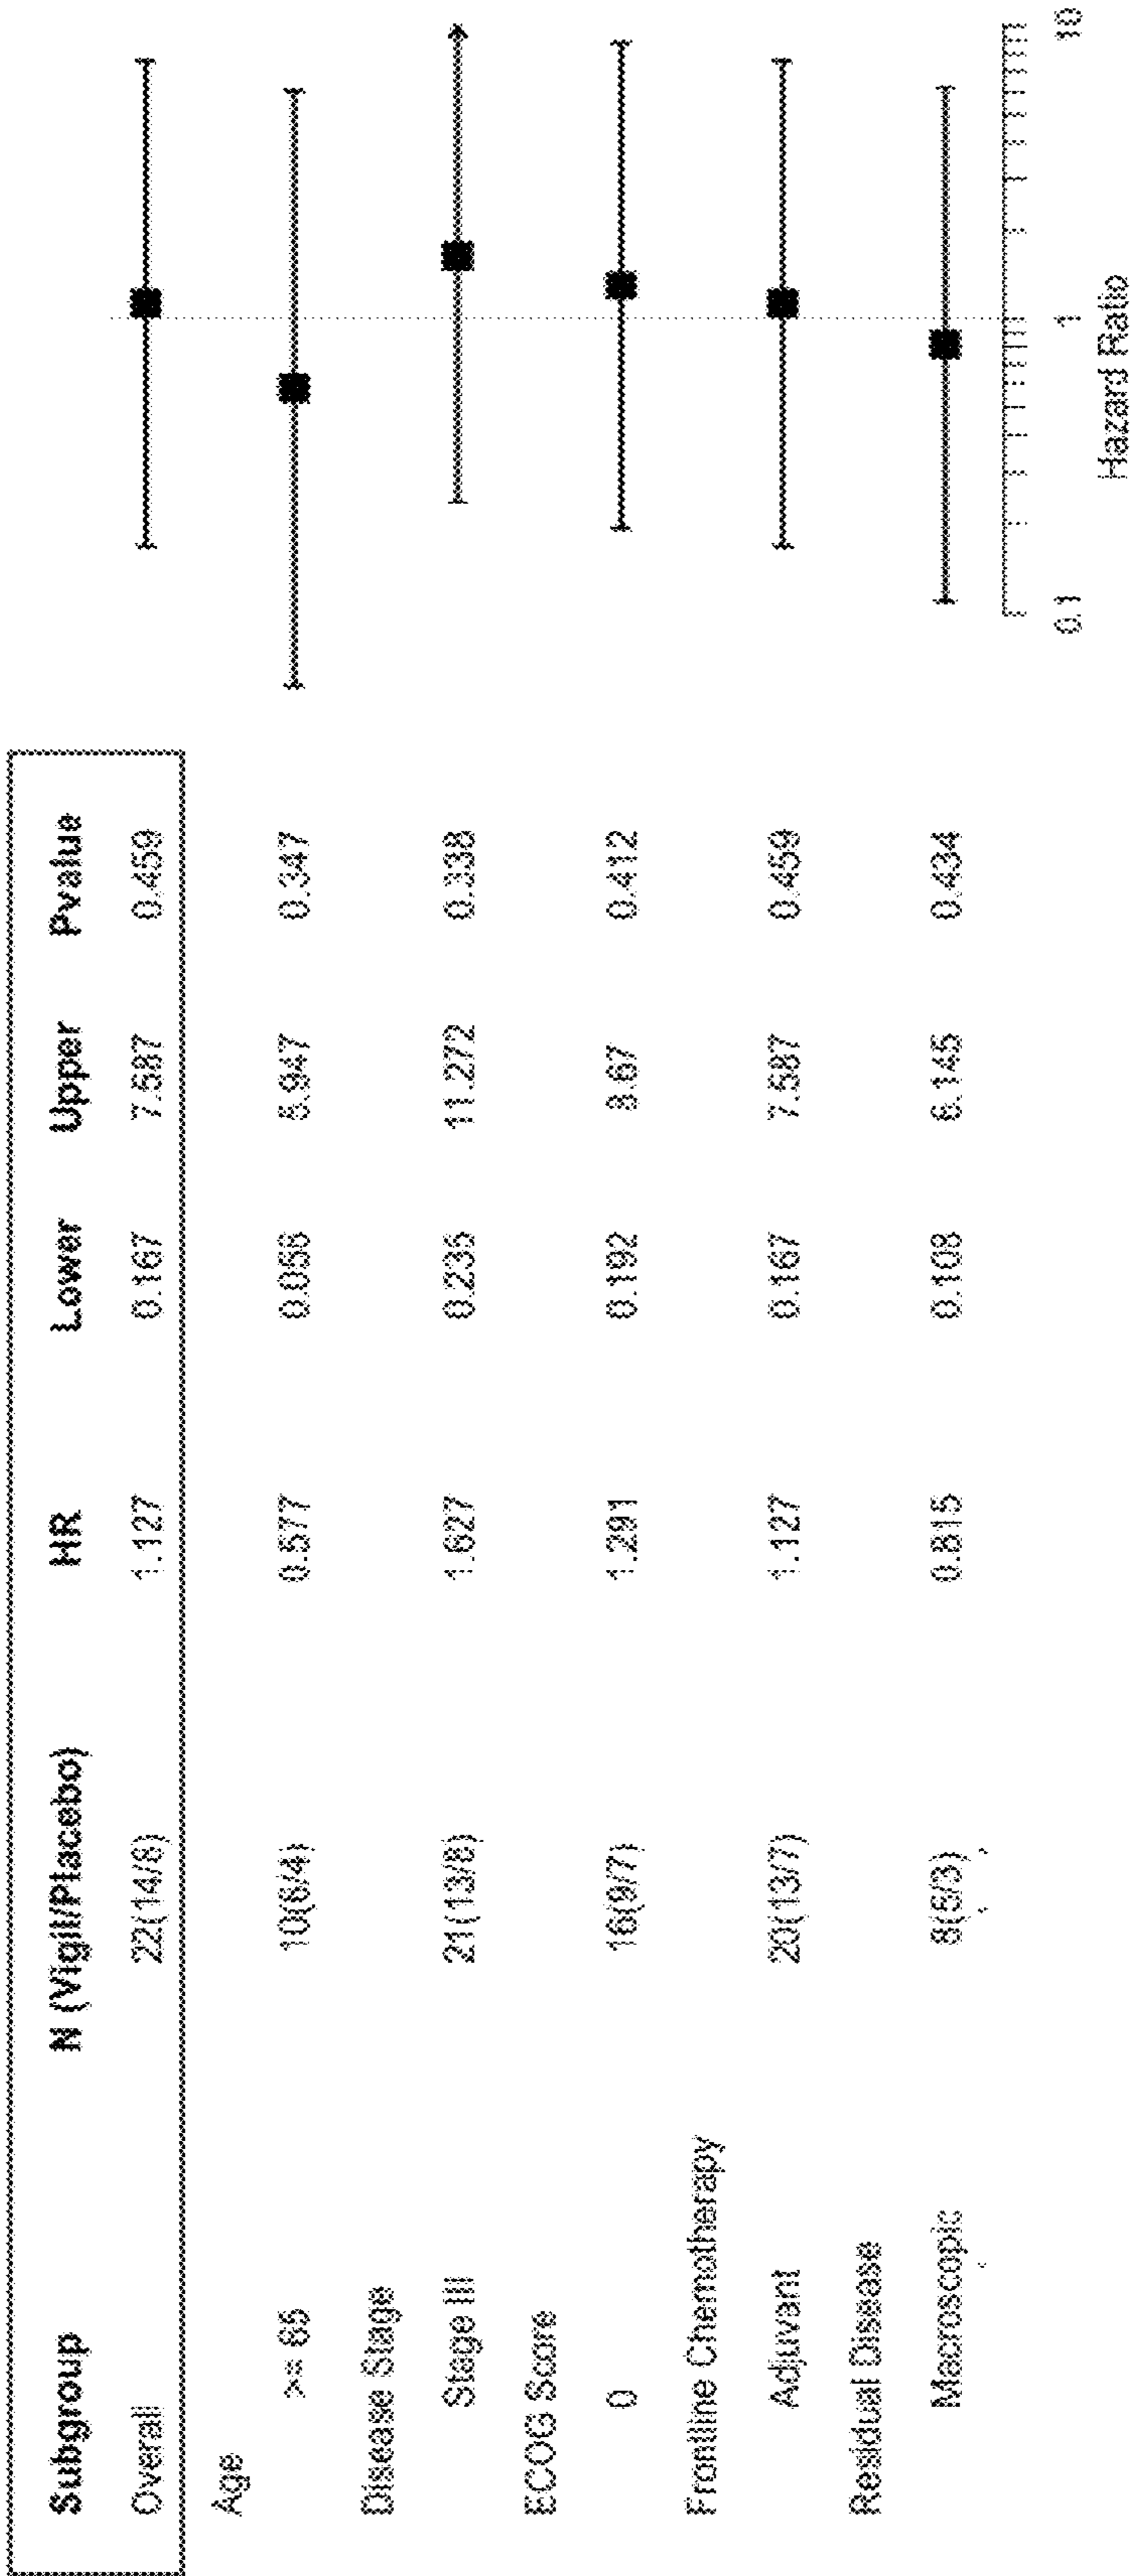 Subgroup N (Vigil/Placebo) HR Lower Upper Pvalue
Overall 22(14/8) 1.127 0.167 7.587 0.459
Age
>= 65 10(6/4) 0.577 0.056 5.947 0.347
Disease Stage
Stage III 21(13/8) 1.627 0.235 11.272 0.338
ECOG Score
0 16(9/7) 1.291 0.192 8.67 0.412
Frontline Chemotherapy
Adjuvant 20(13/7) 1.127 0.167 7.587 0.459
Residual Disease
Macroscopic 8(5/3) 0.815 0.108 6.145 0.434
0.1 1 10
Hazard Ratio